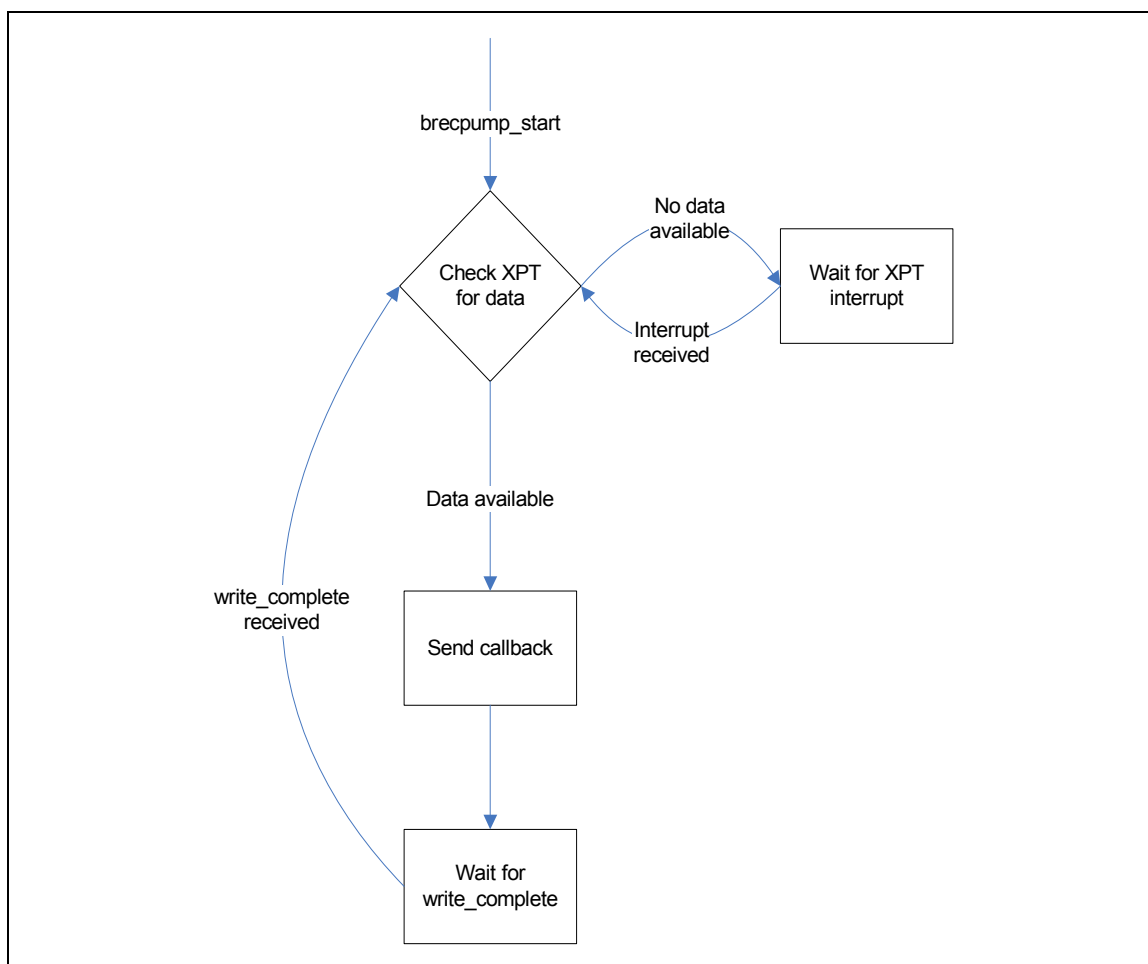 brecpump_start
No data
available
Check XPT
for data
Wait for XPT
interrupt
Interrupt
received
Data available
write_complete
received
Send callback
Wait for
write_complete